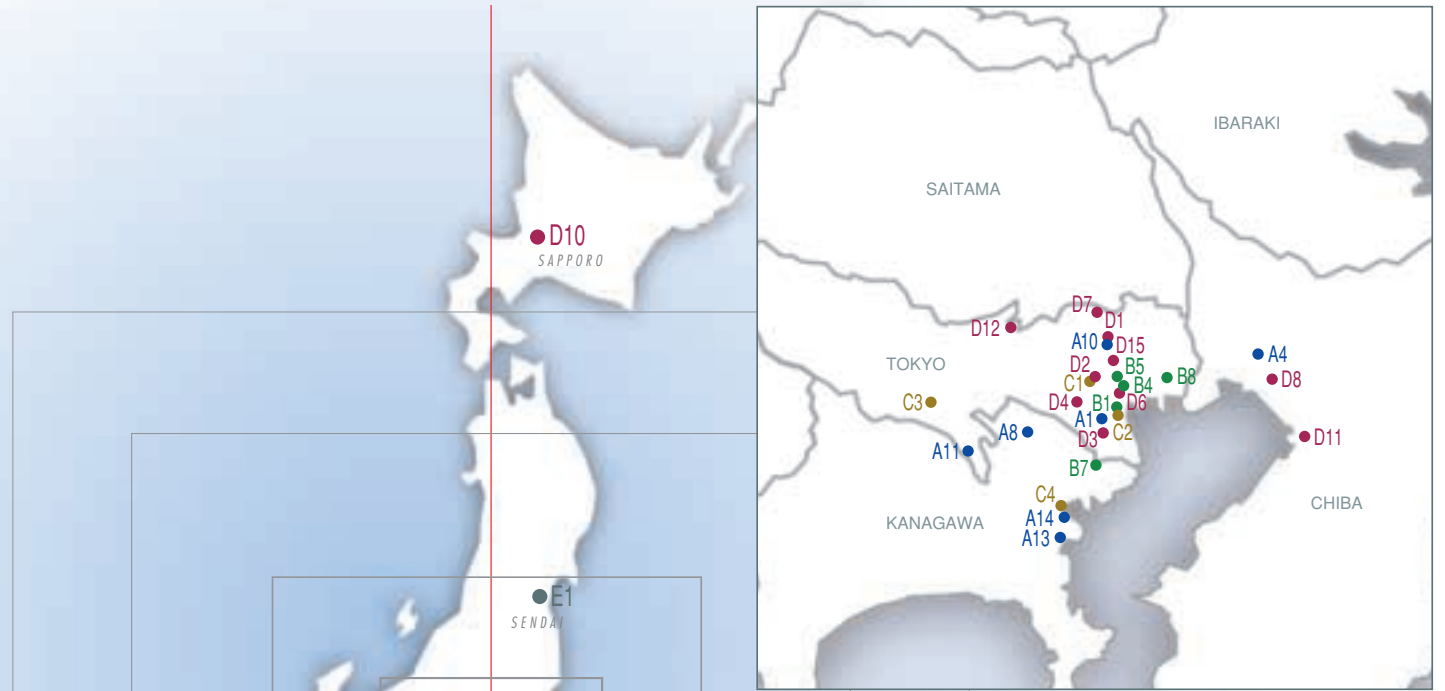 D10
SAPPORO
E1
SENDAI
IBARAKI
SAITAMA
D7
D1
D12
A10
D15
TOKYO
D2
B5
A4
C1
B4
B8
D8
C3
D4
B1
D6
A1
C2
A8
D3
D11
A11
B7
C4
CHIBA
A14
KANAGAWA
A13